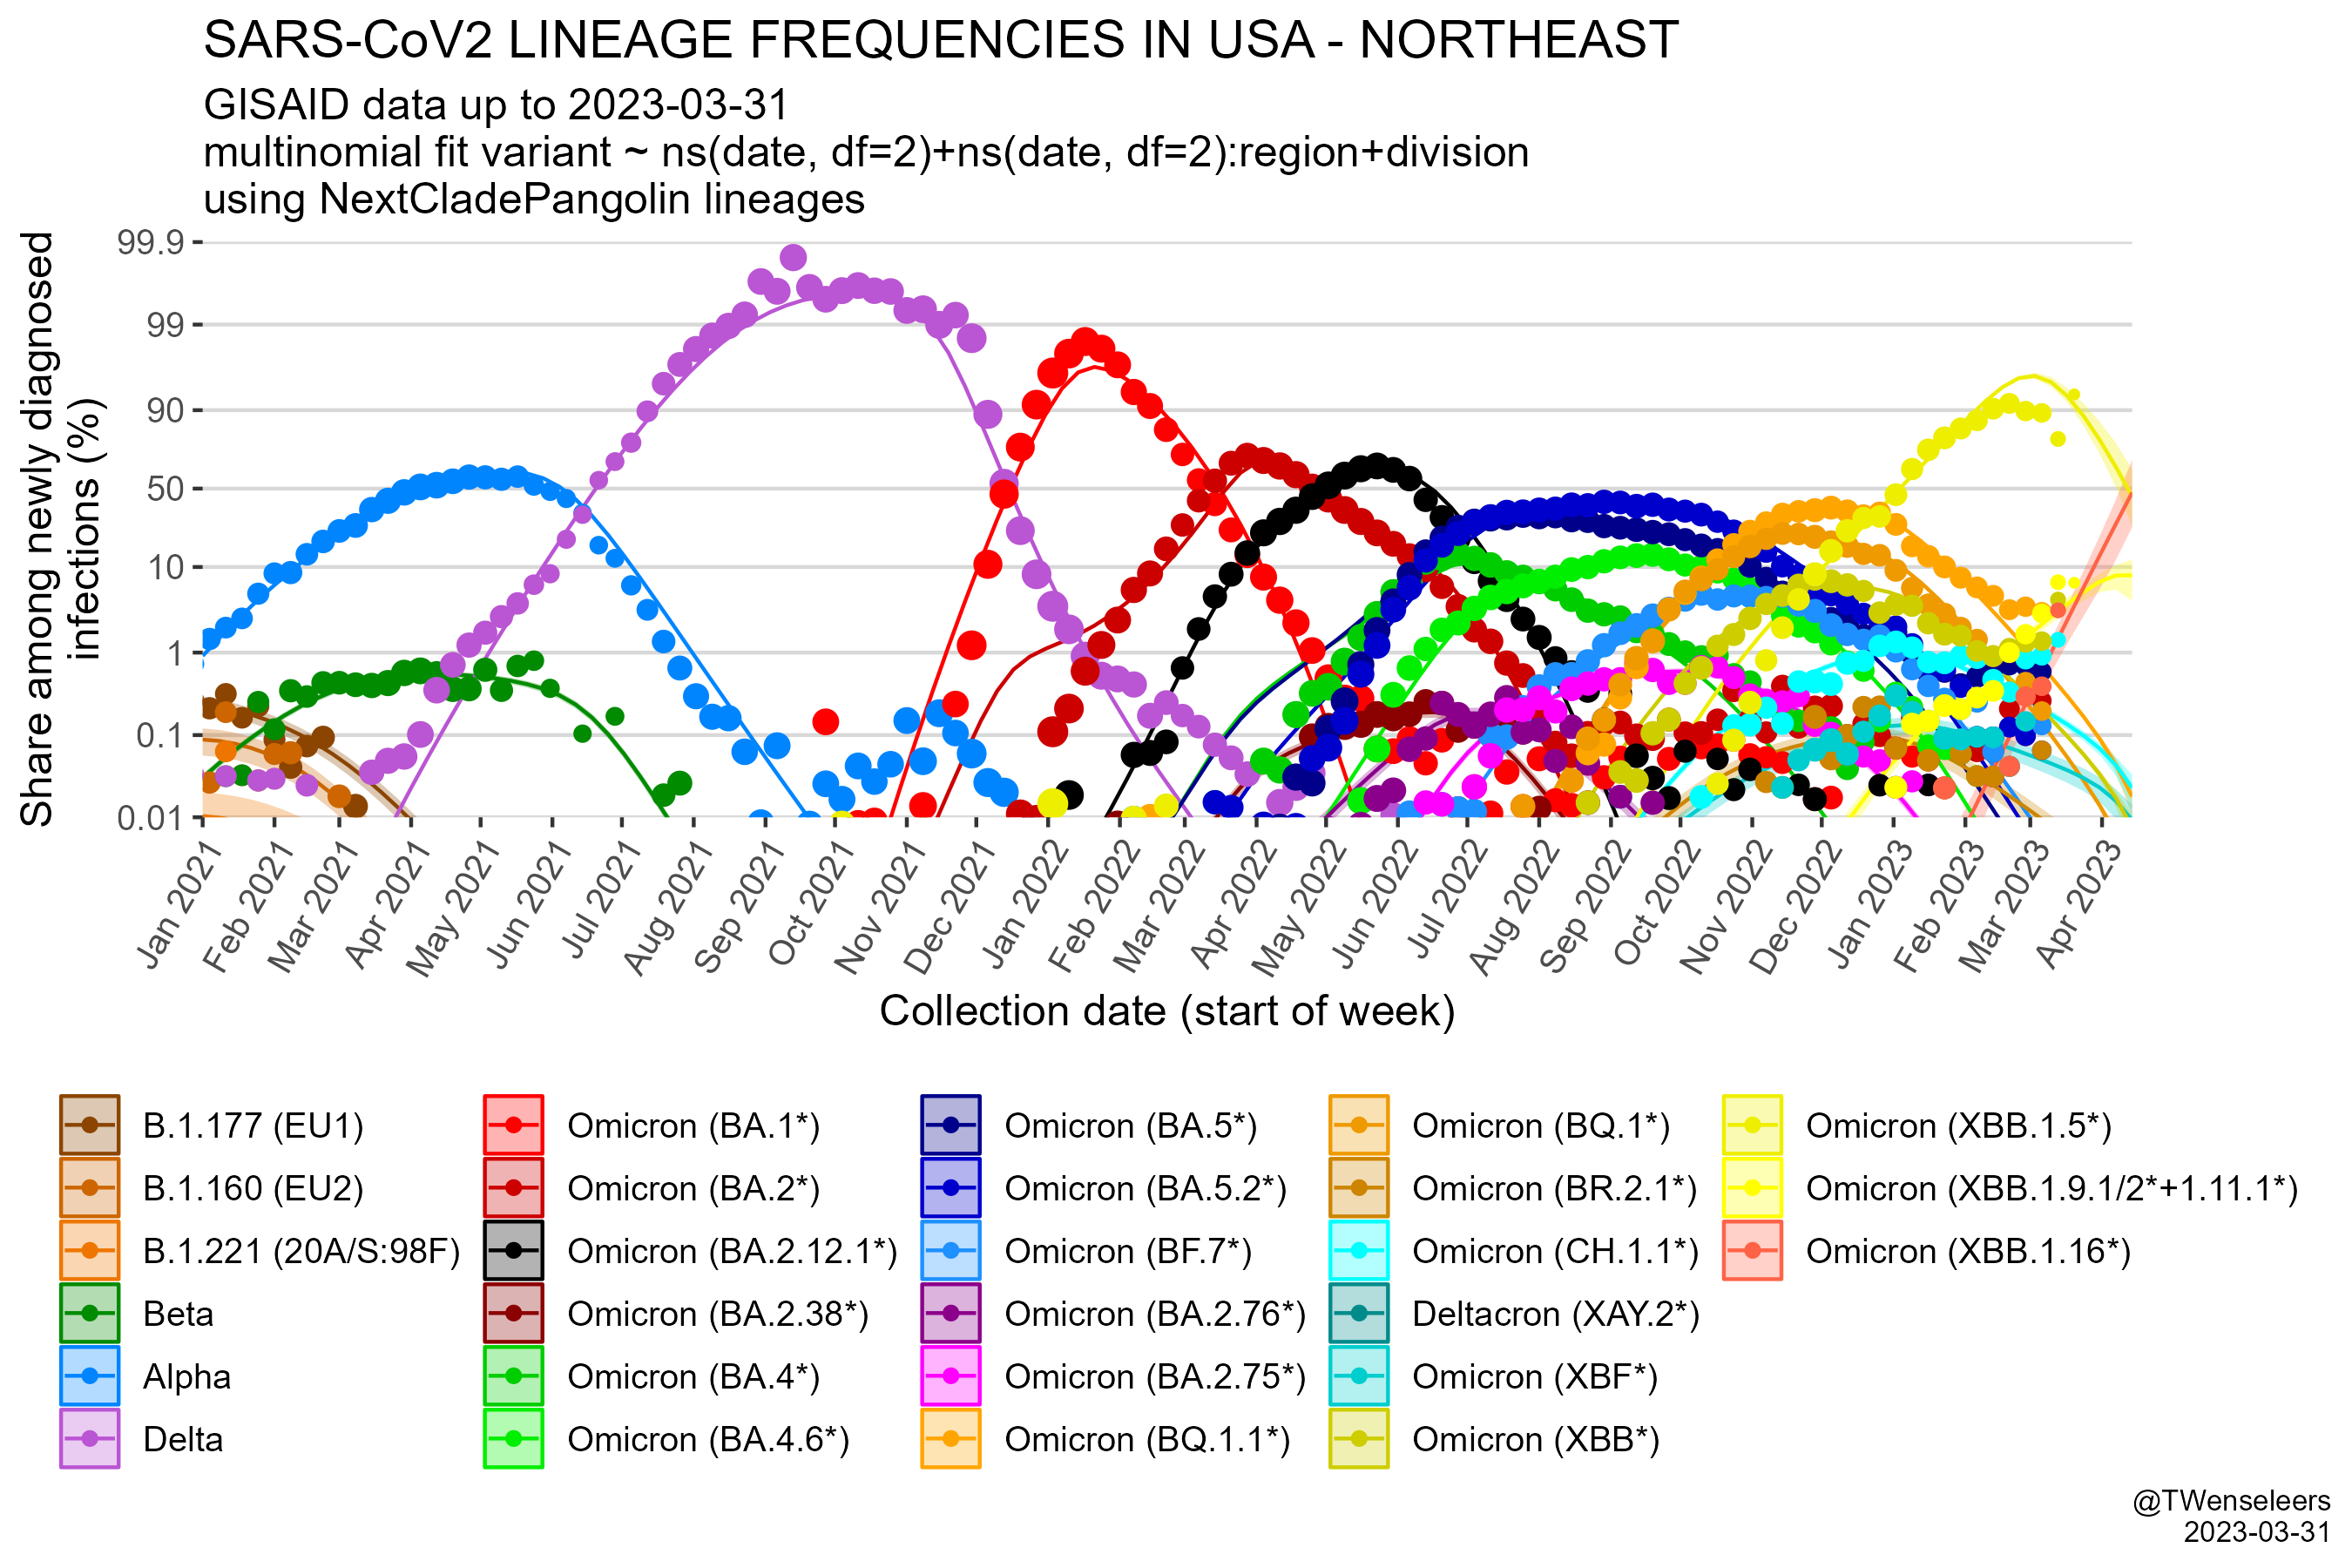 SARS-CoV2 LINEAGE FREQUENCIES IN USA - NORTHEAST
GISAID data up to 2023-03-31
multinomial fit variant ~ ns(date, df=2)+ns(date, df=2):region+division
using NextCladePangolin lineages
Share among newly diagnosed
infections (%)
99.9
99
90
50
10
1
0.1
0.01
Jan 2021
Feb 2021
Mar 2021
Apr 2021
May 2021
Jun 2021
Jul 2021
Aug 2021
Sep 2021
Oct 2021
Nov 2021
Dec 2021
Jan 2022
Feb 2022
Mar 2022
Apr 2022
May 2022
Jun 2022
Jul 2022
Aug 2022
Sep 2022
Oct 2022
Nov 2022
Dec 2022
Jan 2023
Feb 2023
Mar 2023
Apr 2023
Collection date (start of week)
B.1.177 (EU1)
B.1.160 (EU2)
B.1.221 (20A/S:98F)
Beta
Alpha
Delta
Omicron (BA.1*)
Omicron (BA.2*)
Omicron (BA.2.12.1*)
Omicron (BA.2.38*)
Omicron (BA.4*)
Omicron (BA.4.6*)
Omicron (BA.5*)
Omicron (BA.5.2*)
Omicron (BF.7*)
Omicron (BA.2.76*)
Omicron (BA.2.75*)
Omicron (BQ.1.1*)
Omicron (BQ.1*)
Omicron (BR.2.1*)
Omicron (CH.1.1*)
Deltacron (XAY.2*)
Omicron (XBF*)
Omicron (XBB*)
Omicron (XBB.1.5*)
Omicron (XBB.1.9.1/2*+1.11.1*)
Omicron (XBB.1.16*)
@TWenseleers
2023-03-31